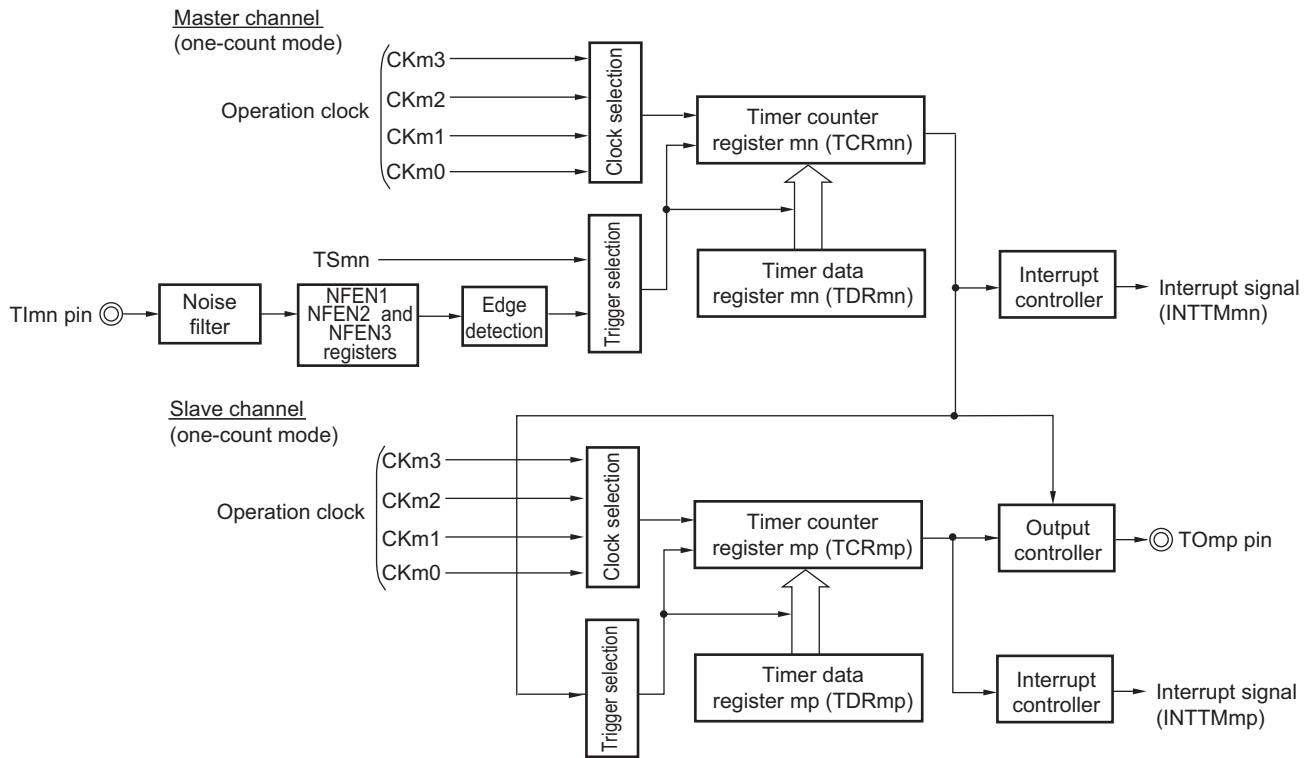 Master channel
(one-count mode)
CKm3
CKm2
Operation clock
CKm1
CKm0
Clock selection
Timer counter
register mn (TCRmn)
TSmn
Trigger selection
Timer data
register mn (TDRmn)
TImn pin
Noise
filter
NFEN1
NFEN2 and
NFEN3
registers
Edge
detection
Interrupt
controller
Interrupt signal
(INTTMmn)
Slave channel
(one-count mode)
CKm3
CKm2
Operation clock
CKm1
CKm0
Clock selection
Timer counter
register mp (TCRmp)
Output
controller
TOmp pin
Trigger selection
Timer data
register mp (TDRmp)
Interrupt
controller
Interrupt signal
(INTTMmp)